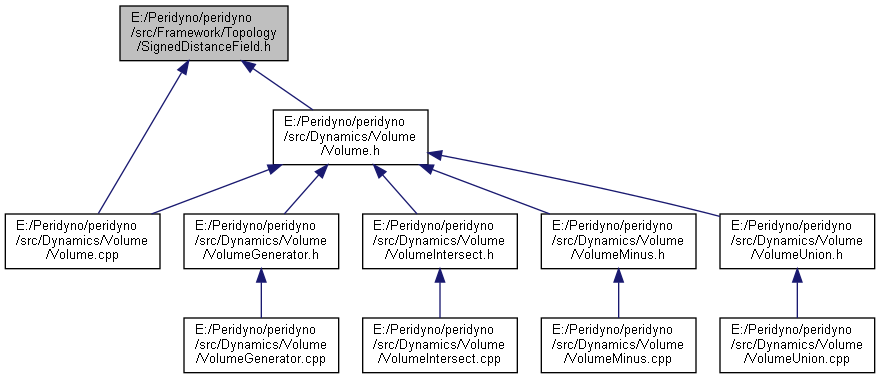 E:/Peridyno/peridyno
/src/Framework/Topology
/SignedDistanceField.h
E:/Peridyno/peridyno
/src/Dynamics/Volume
/Volume.h
E:/Peridyno/peridyno
/src/Dynamics/Volume
/Volume.cpp
E:/Peridyno/peridyno
/src/Dynamics/Volume
/VolumeGenerator.h
E:/Peridyno/peridyno
/src/Dynamics/Volume
/VolumeIntersect.h
E:/Peridyno/peridyno
/src/Dynamics/Volume
/VolumeMinus.h
E:/Peridyno/peridyno
/src/Dynamics/Volume
/VolumeUnion.h
E:/Peridyno/peridyno
/src/Dynamics/Volume
/VolumeGenerator.cpp
E:/Peridyno/peridyno
/src/Dynamics/Volume
/VolumeIntersect.cpp
E:/Peridyno/peridyno
/src/Dynamics/Volume
/VolumeMinus.cpp
E:/Peridyno/peridyno
/src/Dynamics/Volume
/VolumeUnion.cpp